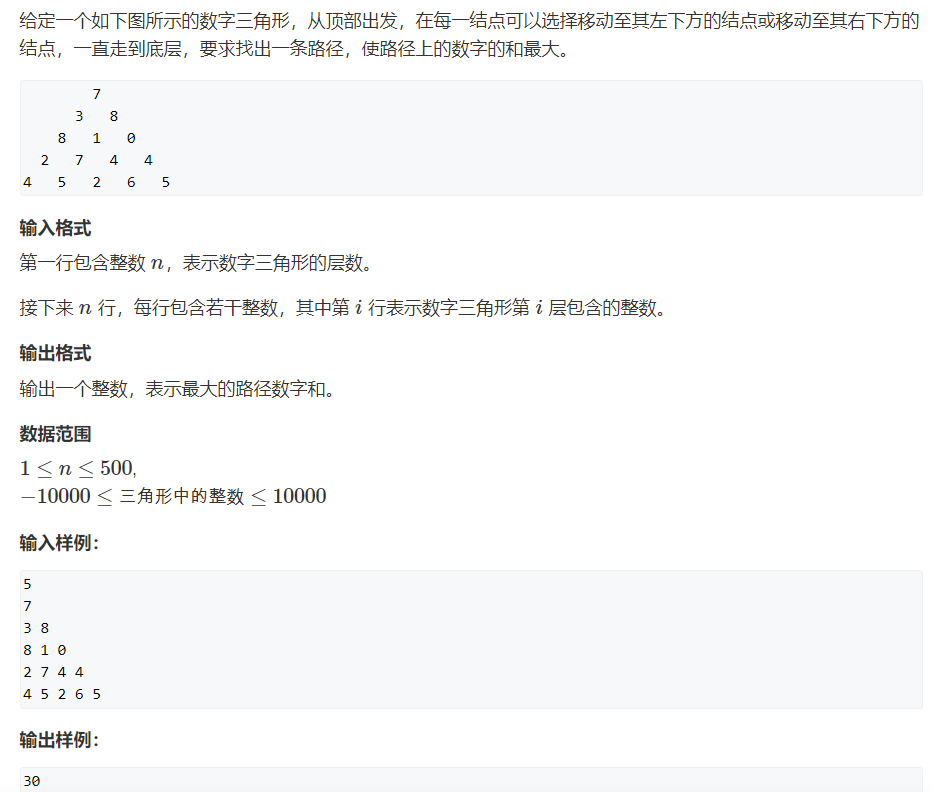 给定一个如下图所示的数字三角形，从顶部出发，在每一结点可以选择移动至其左下方的结点或移动至其右下方的
结点，一直走到底层，要求找出一条路径，使路径上的数字的和最大。
7
3 8
8 1 0
2 7 4 4
4 5 2 6 5
输入格式
第一行包含整数 n，表示数字三角形的层数。
接下来 n 行，每行包含若干整数，其中第 i 行表示数字三角形第 i 层包含的整数。
输出格式
输出一个整数，表示最大的路径数字和。
数据范围
1 ≤ n ≤ 500,
−10000 ≤ 三角形中的整数 ≤ 10000
输入样例：
5
7
3 8
8 1 0
2 7 4 4
4 5 2 6 5
输出样例：
30